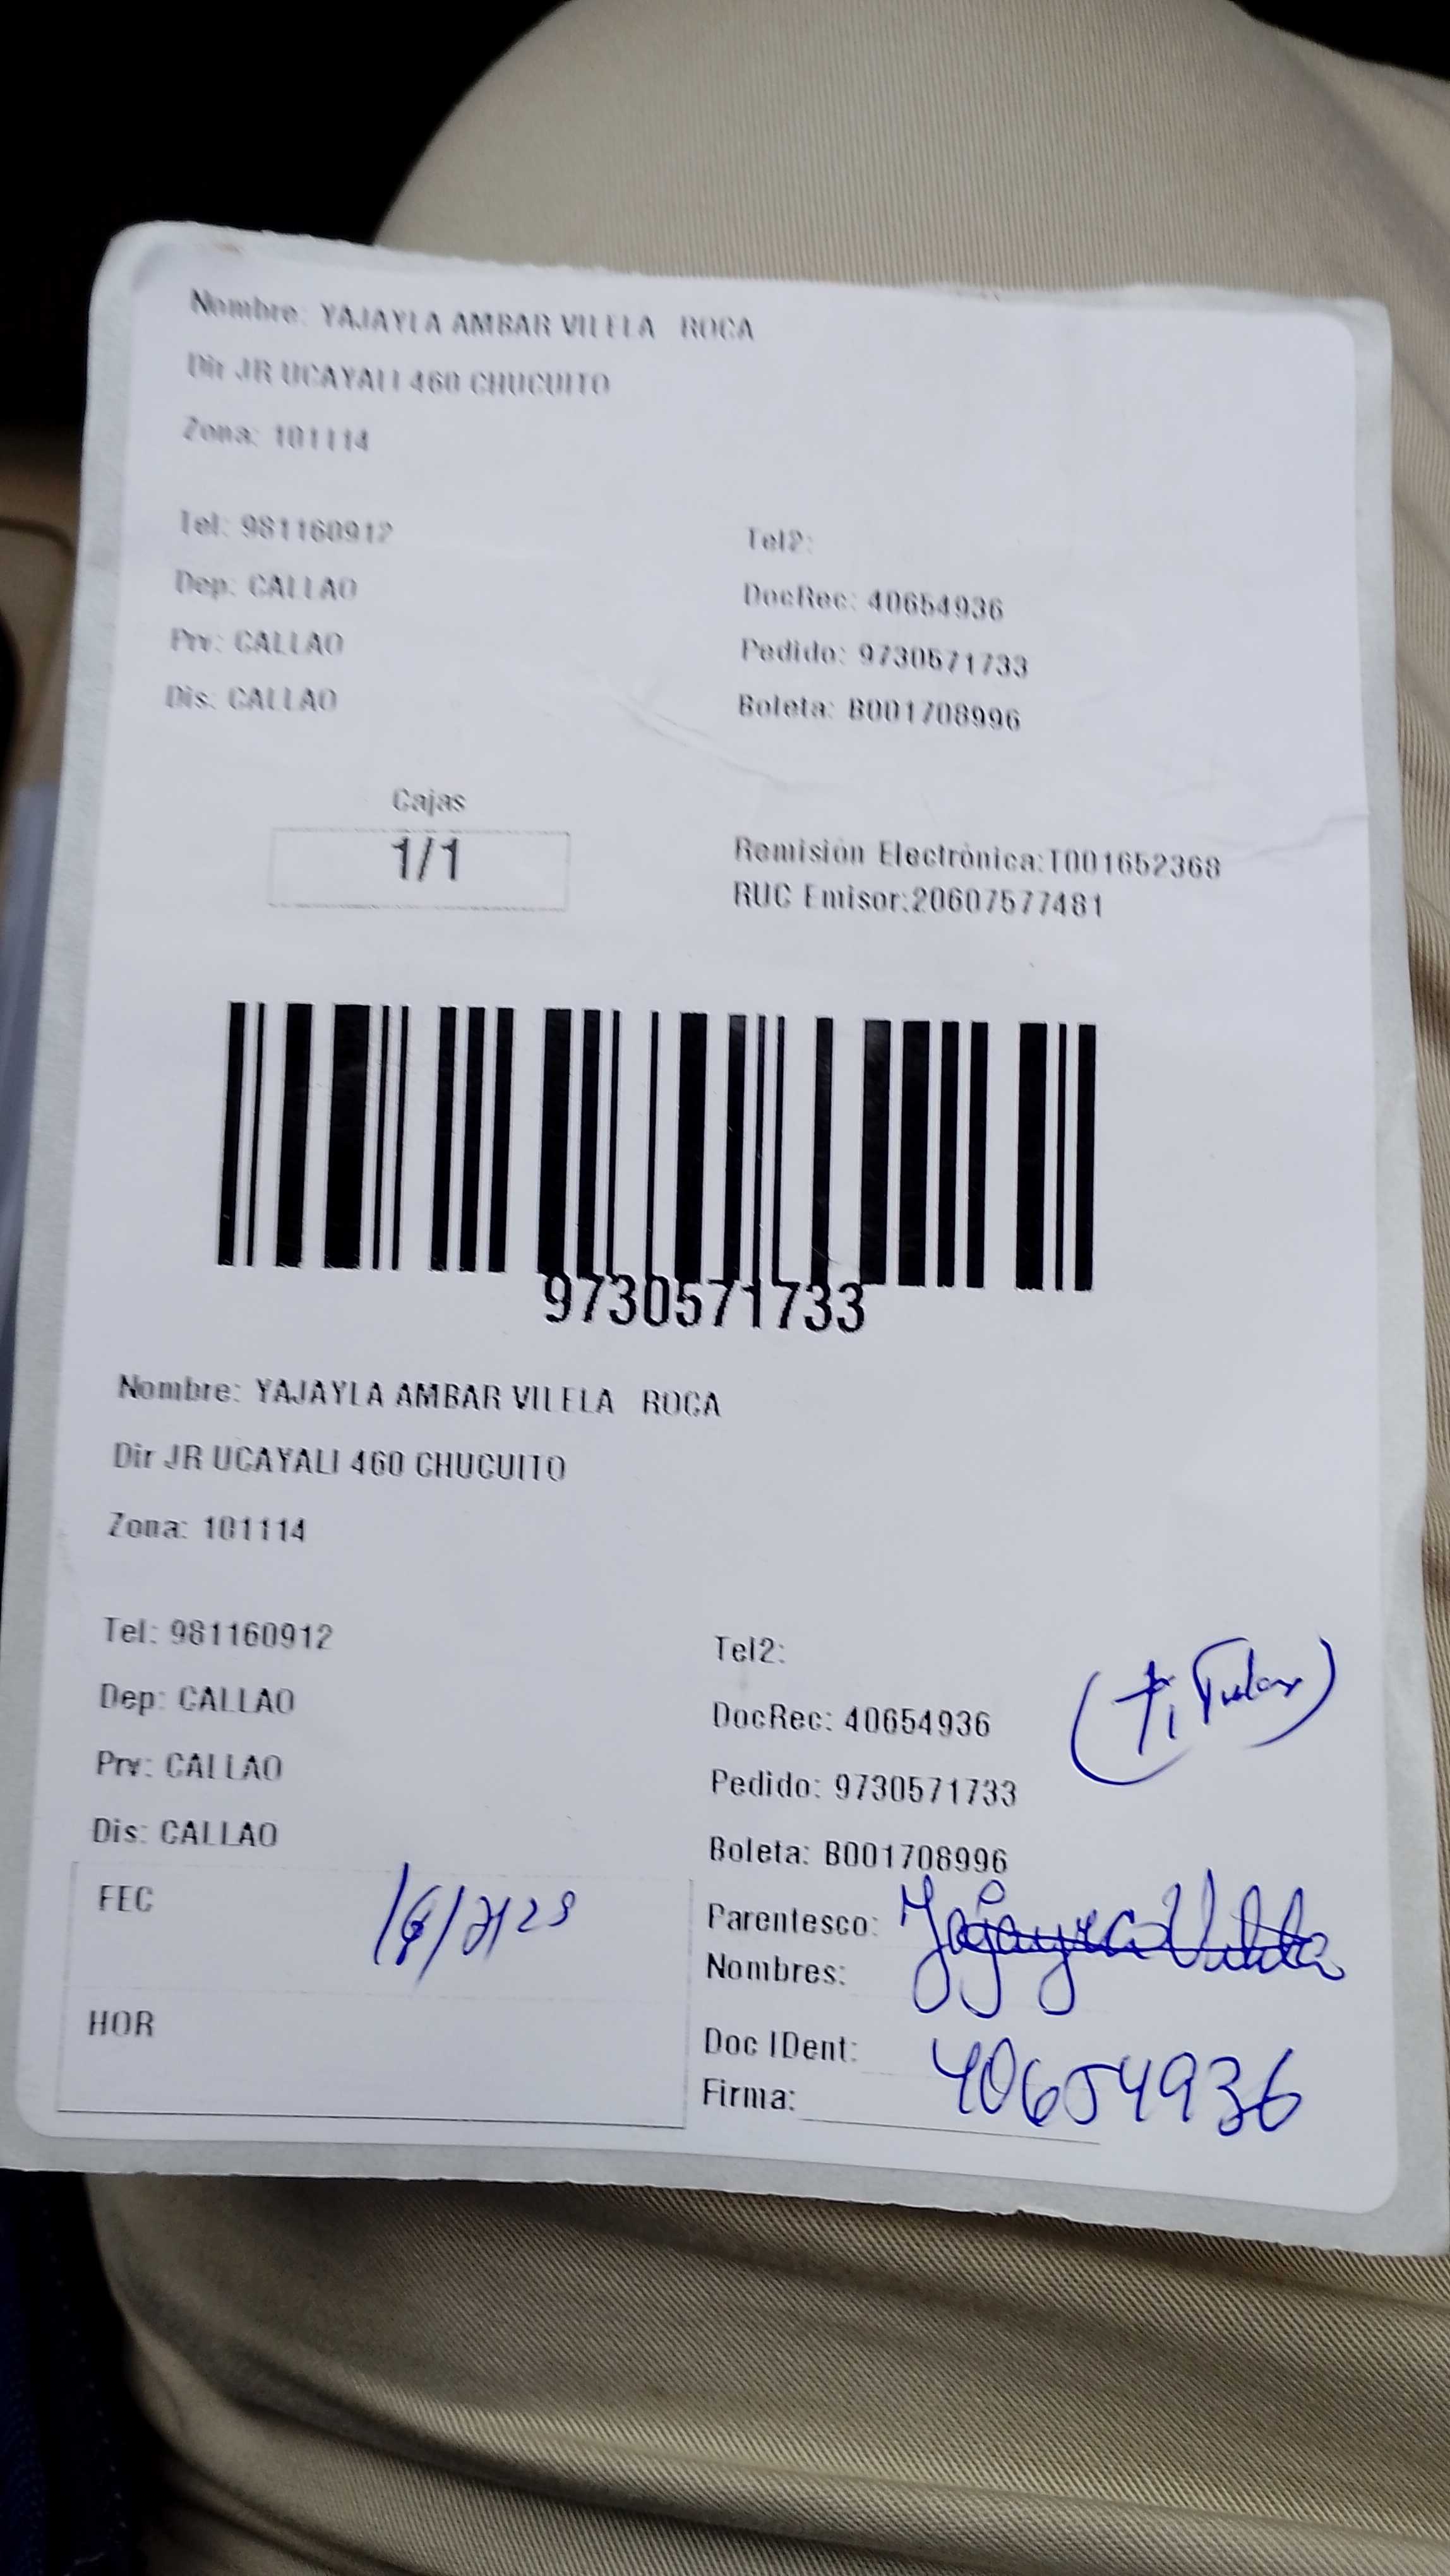 Nombre: YAJAYLA AMBAR VILELA ROCA
Dir JR UCAYALI 460 CHUCUITO
Zona: 101114
Tel: 981160912 Tel2:
Dep: CALLAO DocRec: 40654936
Prv: CALLAO Pedido: 9730571733
Dis: CALLAO Boleta: B001708996
Cajas
1/1
Remisión Electrónica:T001652368
RUC Emisor:20607577481
9730571733
Nombre: YAJAYLA AMBAR VILELA ROCA
Dir JR UCAYALI 460 CHUCUITO
Zona: 101114
Tel: 981160912 Tel2:
Dep: CALLAO DocRec: 40654936
Prv: CALLAO Pedido: 9730571733
Dis: CALLAO Boleta: B001708996
FEC
Parentesco:
Nombres:
HOR
Doc IDent: 40654936
Firma: